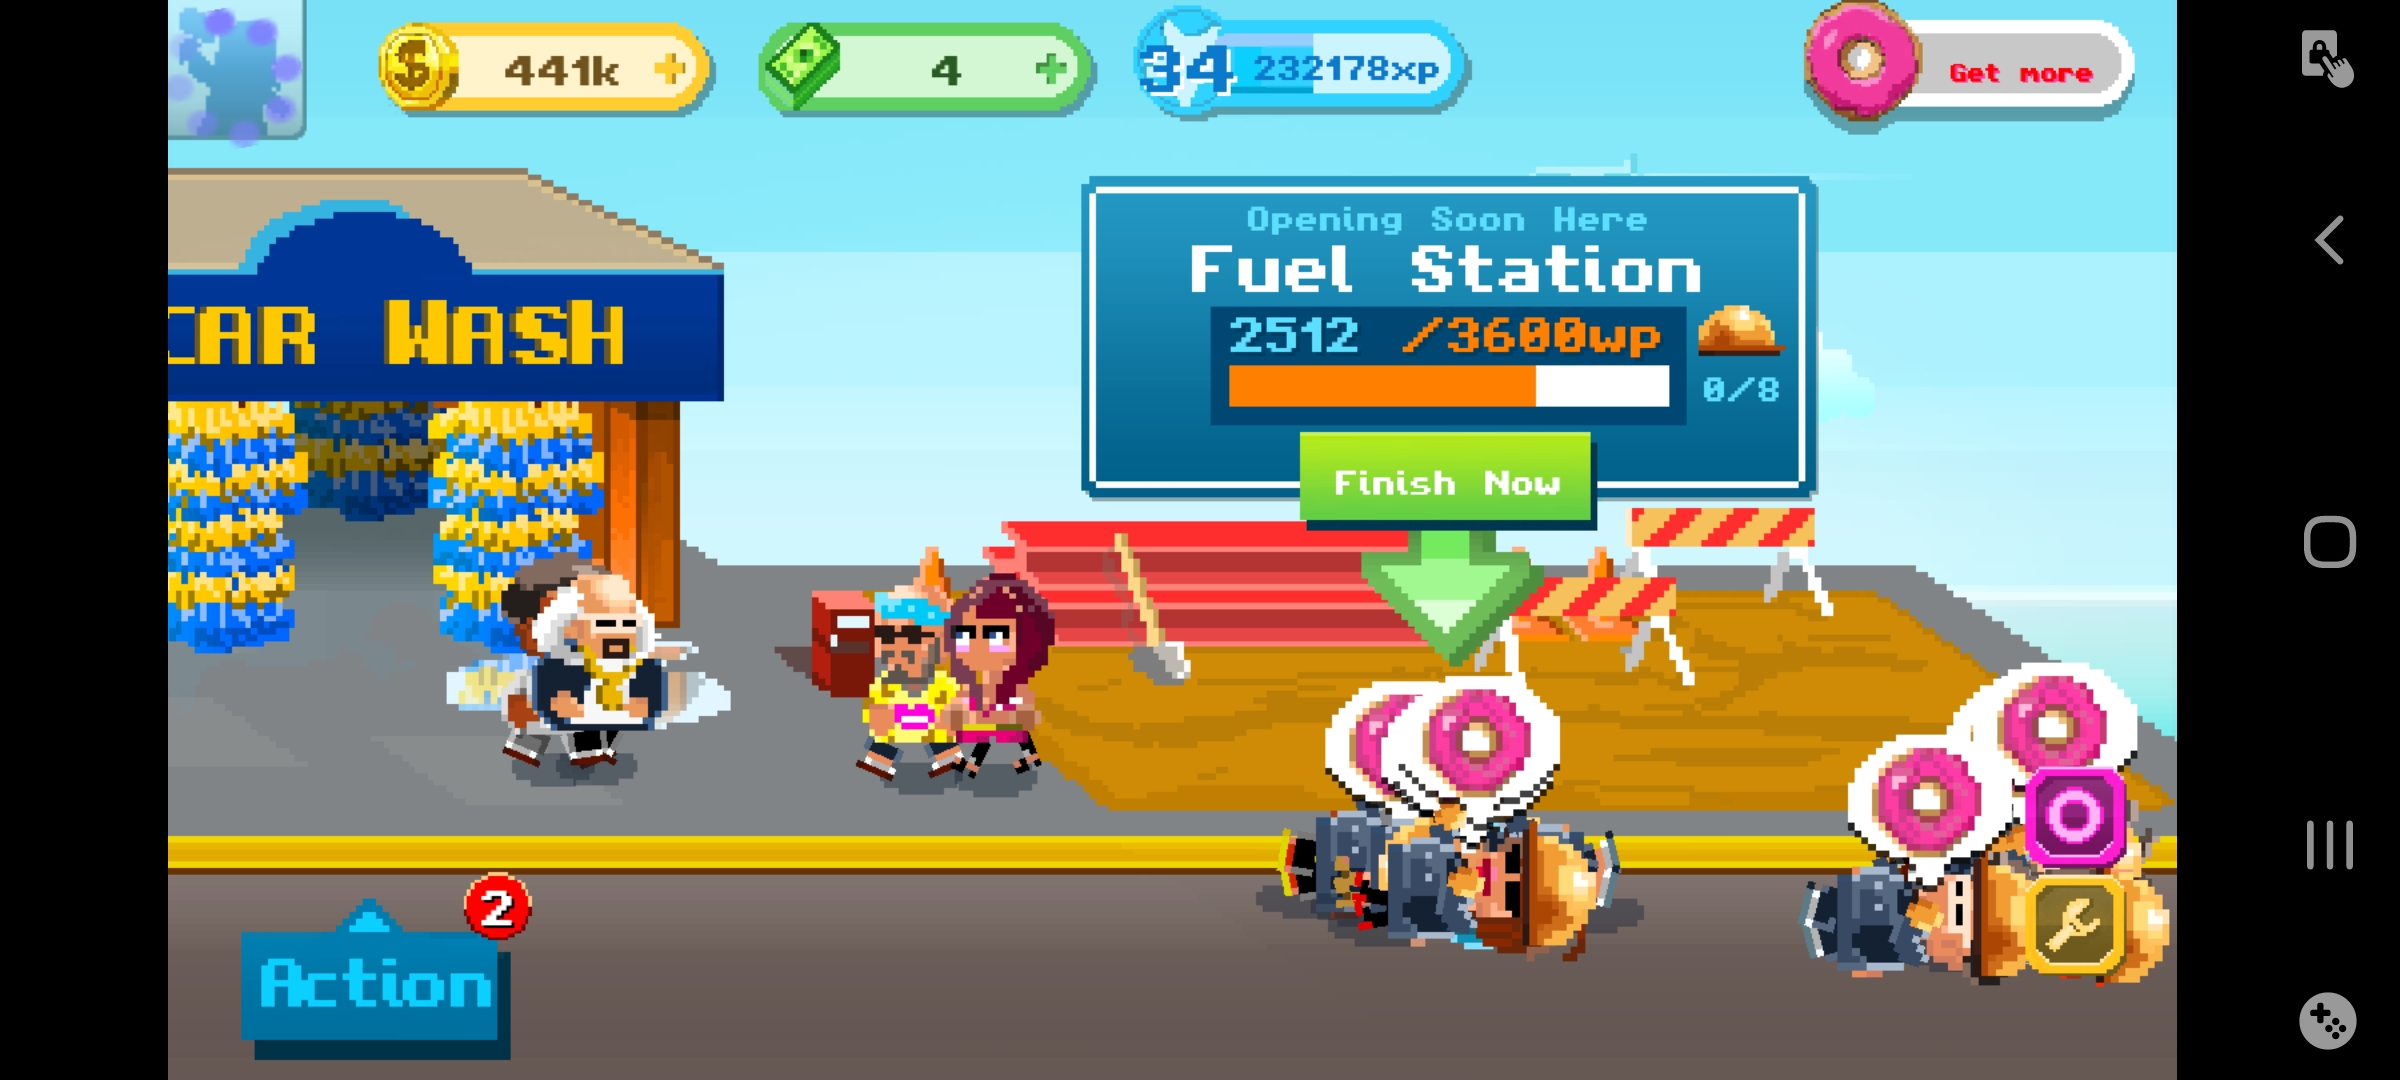 441k
4
34
232178xp
Get more
Opening Soon Here
Fuel Station
2512 /3600wp
0/8
Finish Now
CAR WASH
2
Action